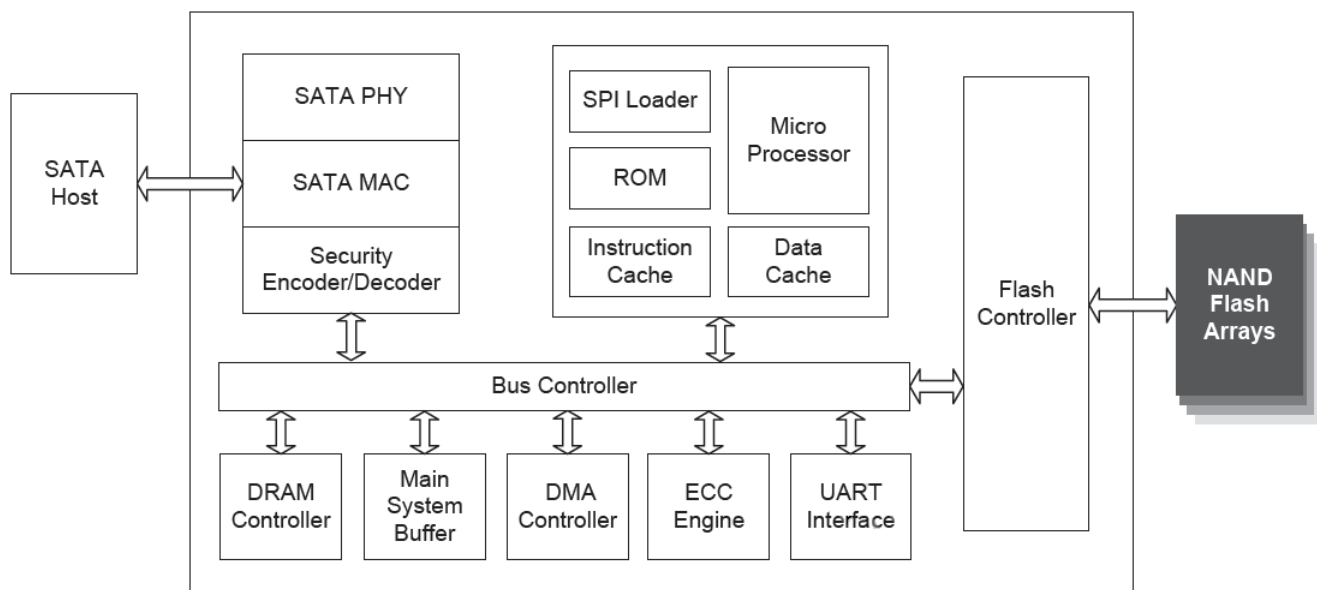 SATA
Host
SATA PHY
SATA MAC
Security
Encoder/Decoder
SPI Loader
ROM
Instruction
Cache
Micro
Processor
Data
Cache
Bus Controller
DRAM
Controller
Main
System
Buffer
DMA
Controller
ECC
Engine
UART
Interface
Flash
Controller
NAND
Flash
Arrays